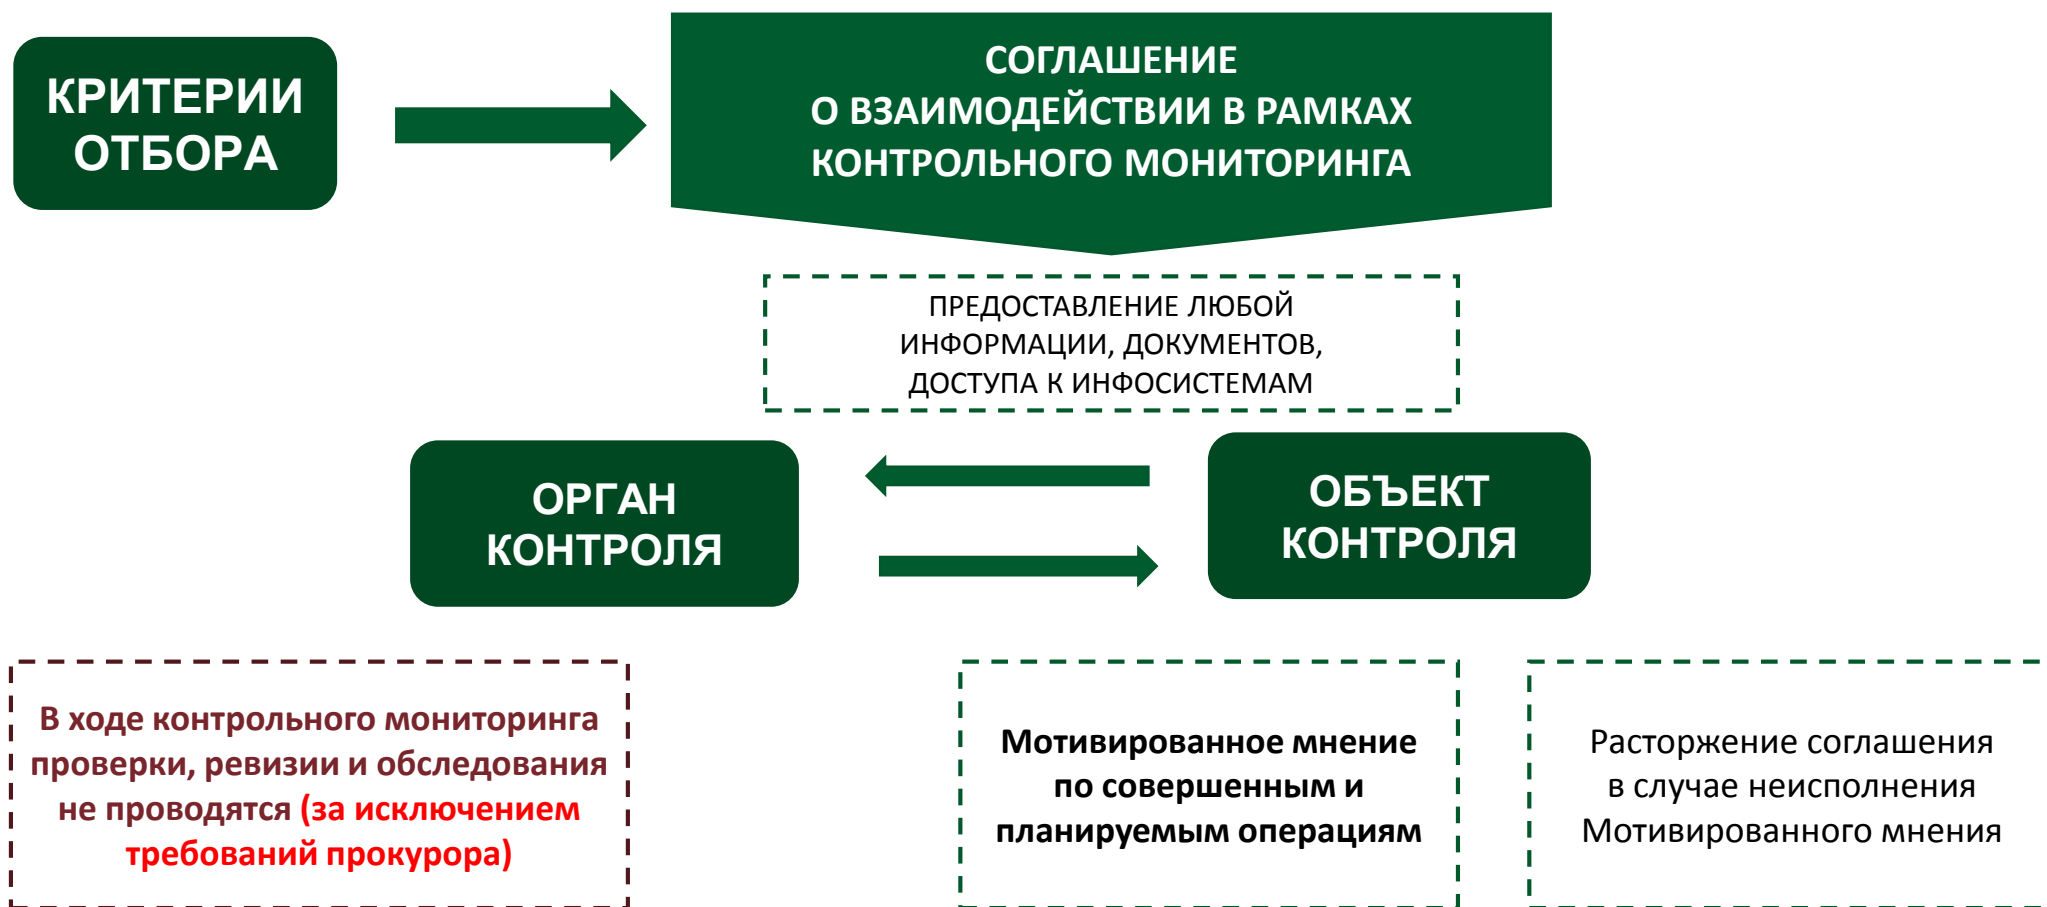 КРИТЕРИИ
ОТБОРА
СОГЛАШЕНИЕ
О ВЗАИМОДЕЙСТВИИ В РАМКАХ
КОНТРОЛЬНОГО МОНИТОРИНГА
ПРЕДОСТАВЛЕНИЕ ЛЮБОЙ
ИНФОРМАЦИИ, ДОКУМЕНТОВ,
ДОСТУПА К ИНФОСИСТЕМАМ
ОРГАН
КОНТРОЛЯ
ОБЪЕКТ
КОНТРОЛЯ
В ходе контрольного мониторинга
проверки, ревизии и обследования
не проводятся (за исключением
требований прокурора)
Мотивированное мнение
по совершенным и
планируемым операциям
Расторжение соглашения
в случае неисполнения
Мотивированного мнения